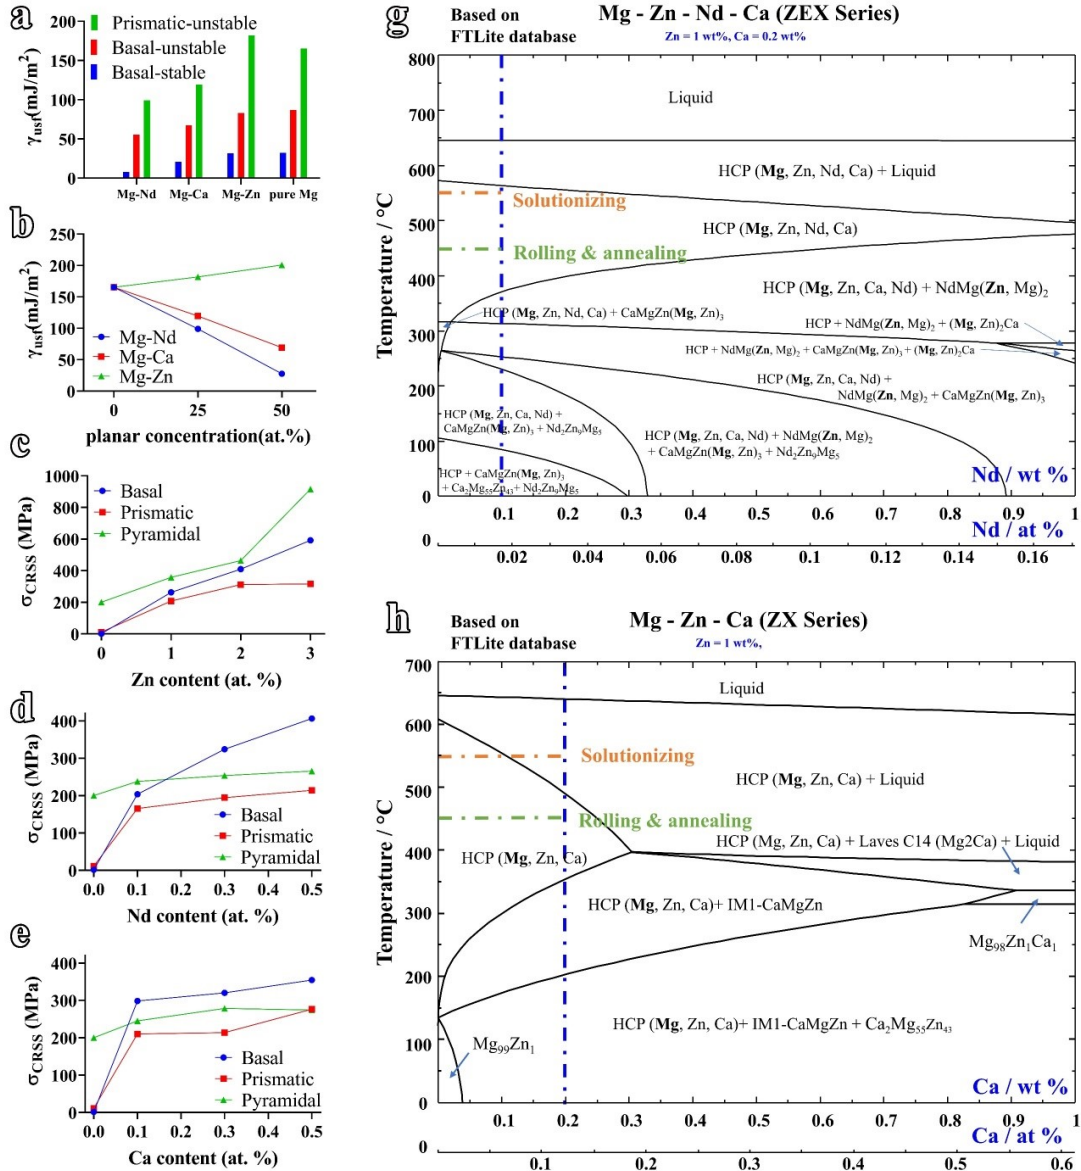 a
Prismatic-unstable
Basal-unstable
Basal-stable
γusf(mJ/m²)
200
150
100
50
0
Mg-Nd Mg-Ca Mg-Zn pure Mg
b
γusf(mJ/m²)
250
200
150
100
50
0
Mg-Nd
Mg-Ca
Mg-Zn
0 25 50
planar concentration(at.%)
c
σCRSS (MPa)
1000
800
600
400
200
0
Basal
Prismatic
Pyramidal
0 1 2 3
Zn content (at. %)
d
σCRSS (MPa)
400
300
200
100
0
Basal
Prismatic
Pyramidal
0.0 0.1 0.2 0.3 0.4 0.5
Nd content (at. %)
e
σCRSS (MPa)
400
300
200
100
0
Basal
Prismatic
Pyramidal
0.0 0.1 0.2 0.3 0.4 0.5
Ca content (at. %)
g
Based on
FTLite database
Mg - Zn - Nd - Ca (ZEX Series)
Zn = 1 wt%, Ca = 0.2 wt%
Temperature / °C
800
700
600
500
400
300
200
100
0
Liquid
HCP (Mg, Zn, Nd, Ca) + Liquid
Solutionizing
HCP (Mg, Zn, Nd, Ca)
Rolling & annealing
HCP (Mg, Zn, Ca, Nd) + NdMg(Zn, Mg)2
HCP (Mg, Zn, Nd, Ca) + CaMgZn(Mg, Zn)3
HCP + NdMg(Zn, Mg)2 + (Mg, Zn)2Ca
HCP + NdMg(Zn, Mg)2 + CaMgZn(Mg, Zn)3 + (Mg, Zn)2Ca
HCP (Mg, Zn, Ca, Nd) +
NdMg(Zn, Mg)2 + CaMgZn(Mg, Zn)3
HCP (Mg, Zn, Ca, Nd) +
CaMgZn(Mg, Zn)3 + Nd2Zn9Mg5
HCP (Mg, Zn, Ca, Nd) + NdMg(Zn, Mg)2
+ CaMgZn(Mg, Zn)3 + Nd2Zn9Mg5
HCP + CaMgZn(Mg, Zn)3
+ Ca2Mg55Zn43+ Nd2Zn9Mg5
Nd / wt %
0.1 0.2 0.3 0.4 0.5 0.6 0.7 0.8 0.9 1
Nd / at %
0 0.02 0.04 0.06 0.08 0.1 0.12 0.14 0.16
h
Based on
FTLite database
Mg - Zn - Ca (ZX Series)
Zn = 1 wt%,
Temperature / °C
700
600
500
400
300
200
100
0
Liquid
Solutionizing
HCP (Mg, Zn, Ca) + Liquid
Rolling & annealing
HCP (Mg, Zn, Ca) + Laves C14 (Mg2Ca) + Liquid
HCP (Mg, Zn, Ca)
HCP (Mg, Zn, Ca)+ IM1-CaMgZn
Mg98Zn1Ca1
HCP (Mg, Zn, Ca)+ IM1-CaMgZn + Ca2Mg55Zn43
Mg99Zn1
Ca / wt %
0.1 0.2 0.3 0.4 0.5 0.6 0.7 0.8 0.9 1
Ca / at %
0 0.1 0.2 0.3 0.4 0.5 0.6